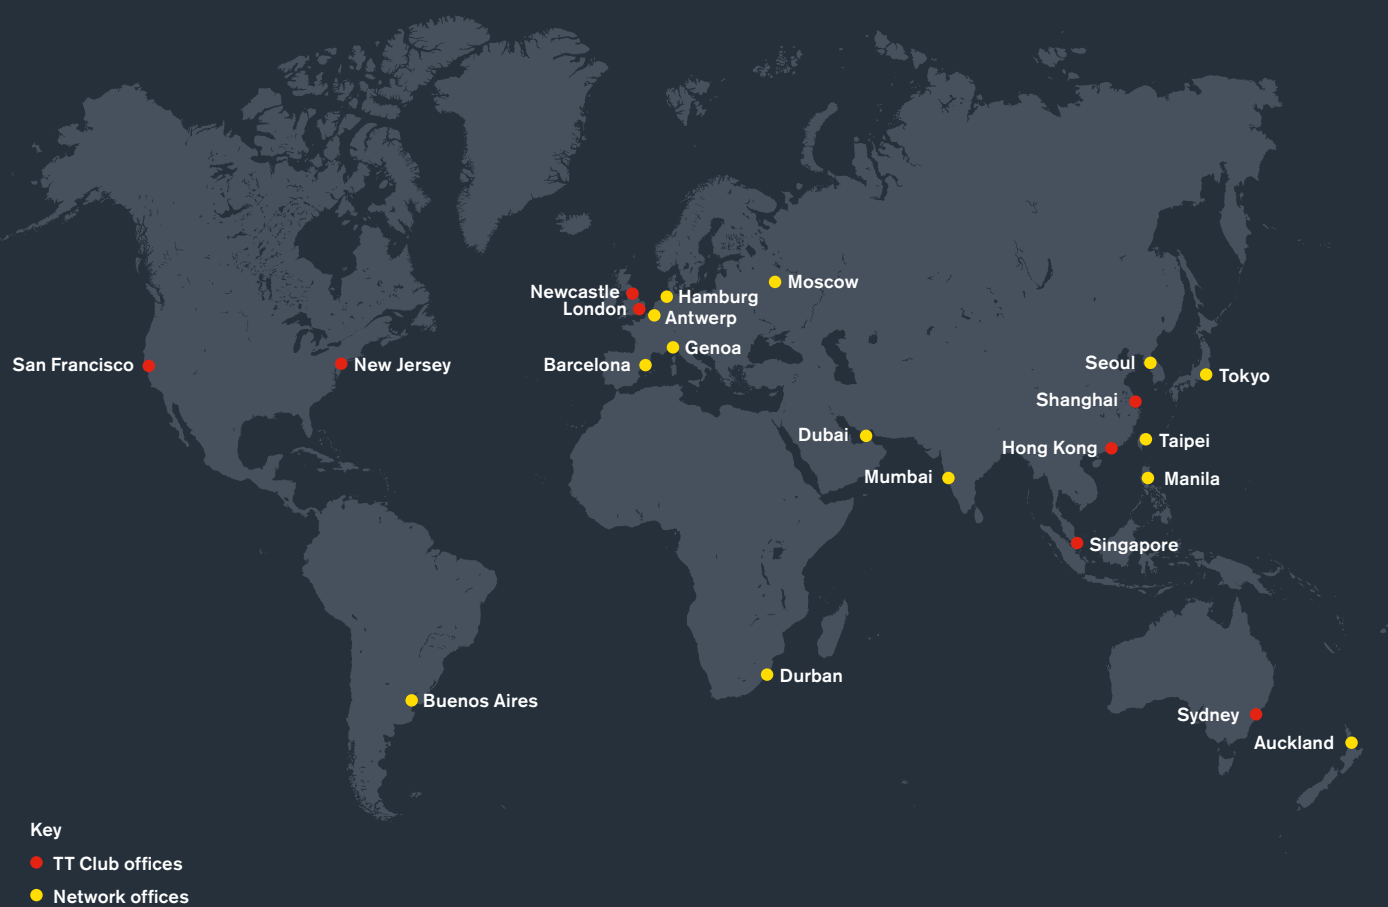 Moscow
Newcastle
Hamburg
London
Antwerp
Genoa
San Francisco
New Jersey
Barcelona
Seoul
Tokyo
Shanghai
Dubai
Taipei
Hong Kong
Mumbai
Manila
Singapore
Durban
Buenos Aires
Sydney
Auckland
Key
TT Club offices
Network offices